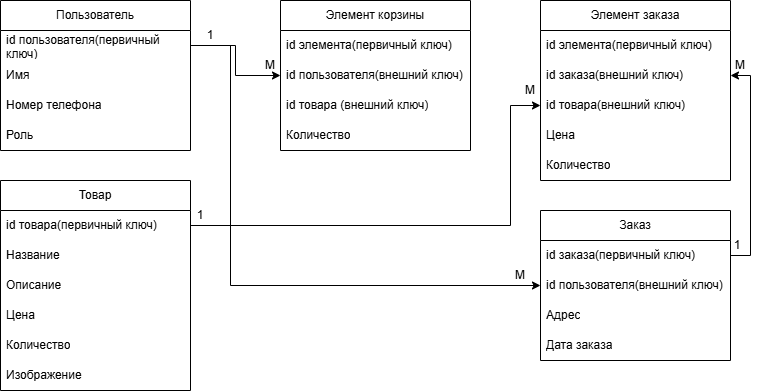 Пользователь
id пользователя(первичный
ключ)
Имя
Номер телефона
Роль
1
M
Элемент корзины
id элемента(первичный ключ)
id пользователя(внешний ключ)
id товара (внешний ключ)
Количество
M
Элемент заказа
id элемента(первичный ключ)
id заказа(внешний ключ)
id товара(внешний ключ)
Цена
Количество
M
Товар
id товара(первичный ключ)
Название
Описание
Цена
Количество
Изображение
1
M
Заказ
id заказа(первичный ключ)
id пользователя(внешний ключ)
Адрес
Дата заказа
1